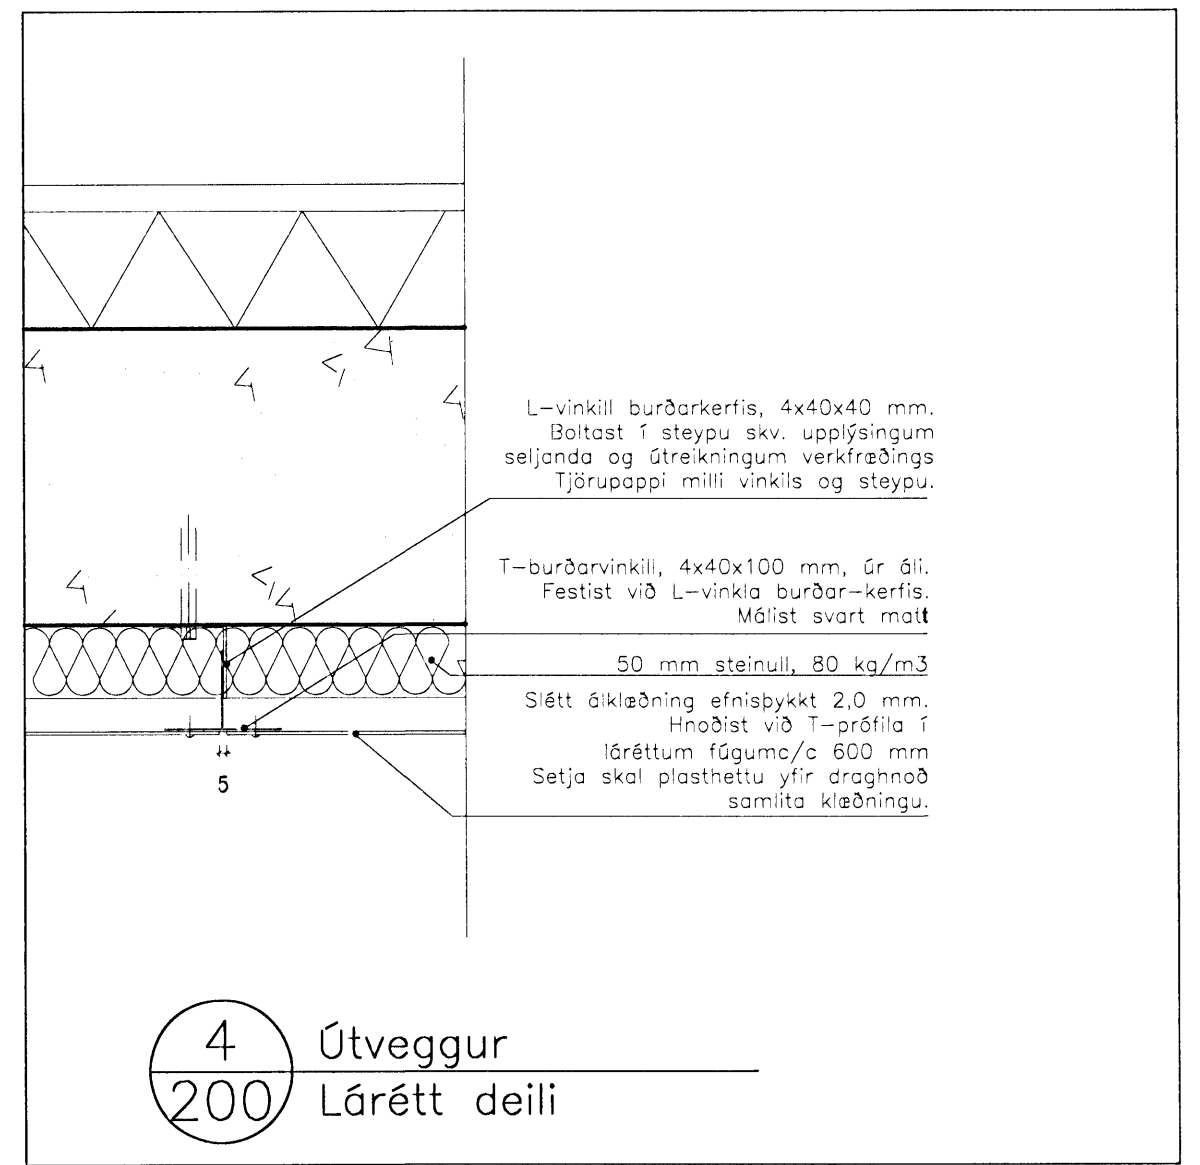 L-vinkill burðarkerfis, 4x40x40 mm.
Boltast í steypu skv. upplýsingum
seljanda og útreikningum verkfræðings
Tjörupappi milli vinkils og steypu.
T-burðarvinkill, 4x40x100 mm, úr áli.
Festist við L-vinkla burðar-kerfis.
Málist svart matt
50 mm steinull, 80 kg/m3
Slétt álklæðning efnisþykkt 2,0 mm.
Hnoðist við T-prófíla í
láréttum fúgumc/c 600 mm
Setja skal plasthettu yfir draghnoð
samlita klæðningu.
5
4
200
Útveggur
Lárétt deili